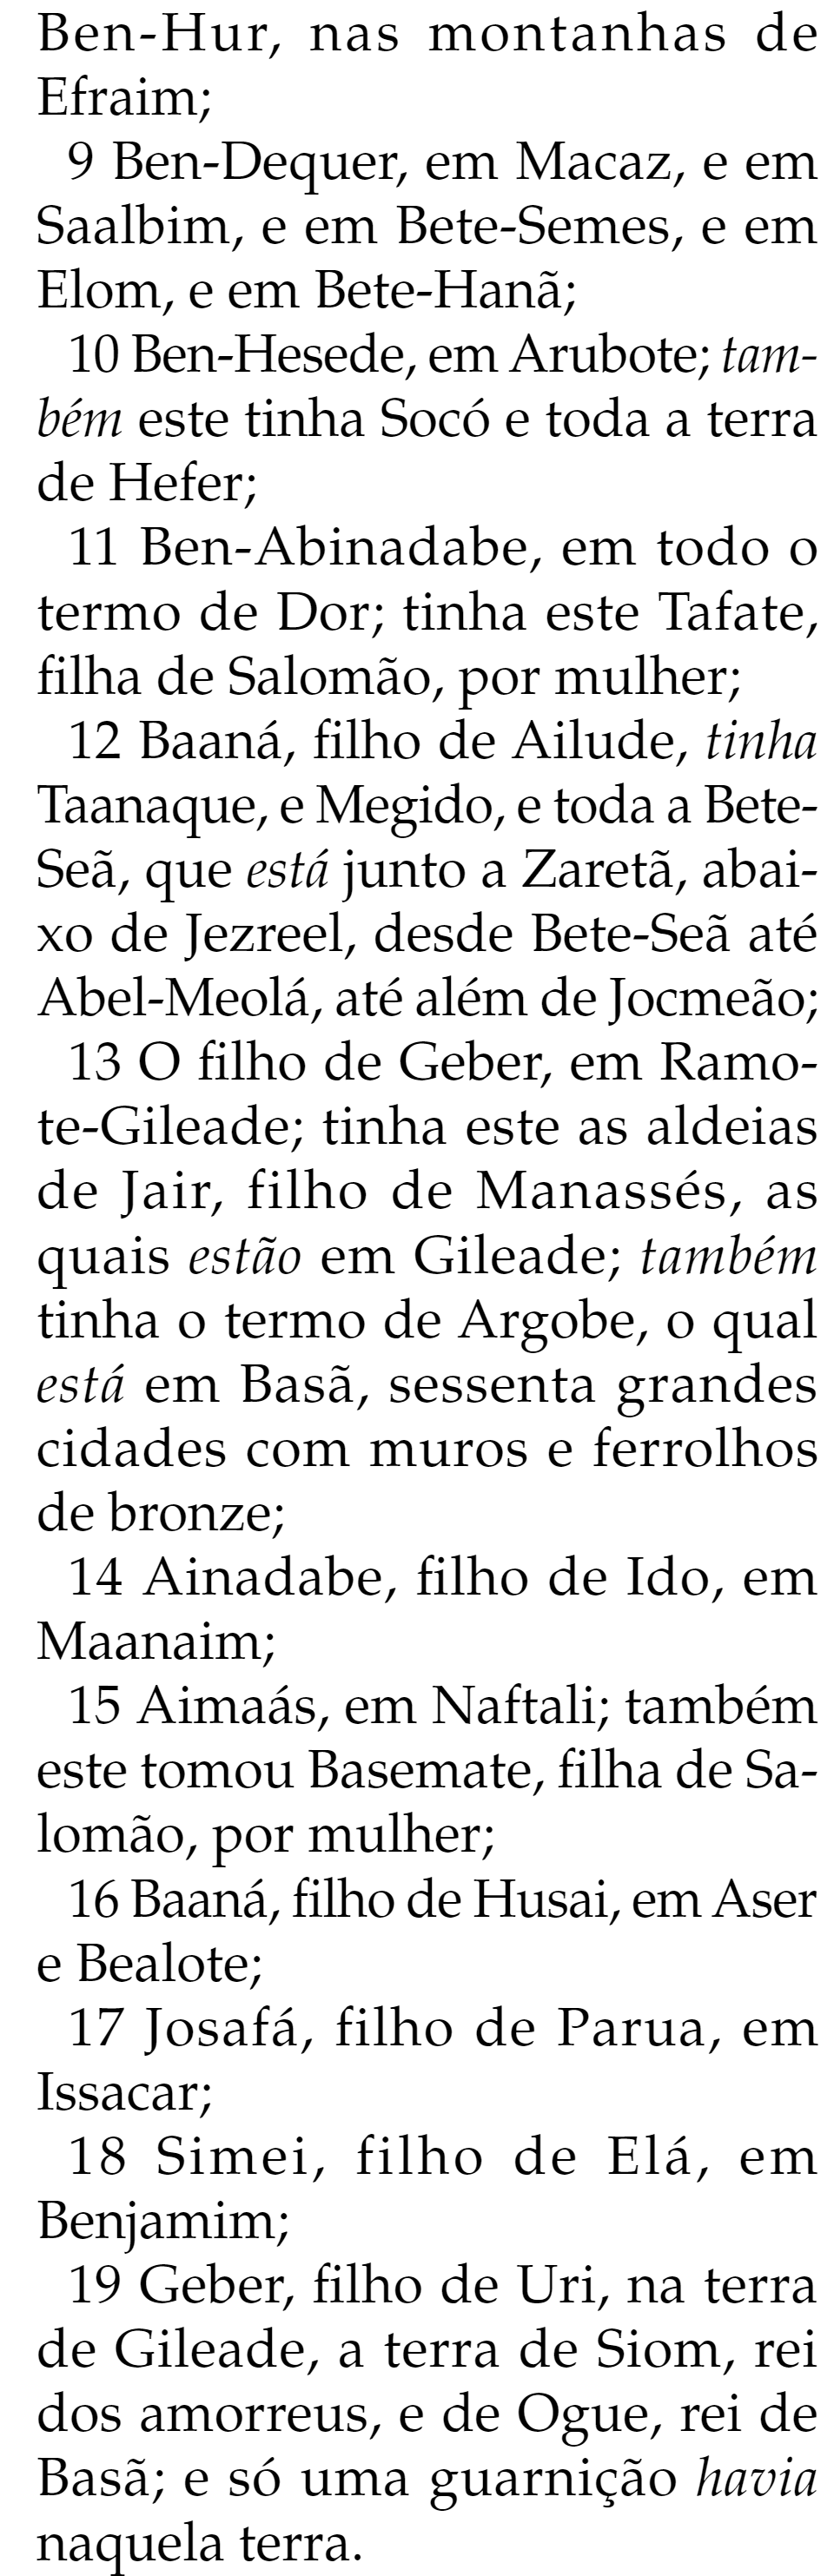 Ben-Hur, nas montanhas de
Efraim;
9 Ben-Dequer, em Macaz, e em
Saalbim, e em Bete-Semes, e em
Elom, e em Bete-Hanã;
10 Ben-Hesede, em Arubote; tam-
bém este tinha Socó e toda a terra
de Hefer;
11 Ben-Abinadabe, em todo o
termo de Dor; tinha este Tafate,
filha de Salomão, por mulher;
12 Baaná, filho de Ailude, tinha
Taanaque, e Megido, e toda a Bete-
Seã, que está junto a Zaretã, abai-
xo de Jezreel, desde Bete-Seã até
Abel-Meolá, até além de Jocmeão;
13 O filho de Geber, em Ramo-
te-Gileade; tinha este as aldeias
de Jair, filho de Manassés, as
quais estão em Gileade; também
tinha o termo de Argobe, o qual
está em Basã, sessenta grandes
cidades com muros e ferrolhos
de bronze;
14 Ainadabe, filho de Ido, em
Maanaim;
15 Aimaás, em Naftali; também
este tomou Basemate, filha de Sa-
lomão, por mulher;
16 Baaná, filho de Husai, em Aser
e Bealote;
17 Josafá, filho de Parua, em
Issacar;
18 Simei, filho de Elá, em
Benjamim;
19 Geber, filho de Uri, na terra
de Gileade, a terra de Siom, rei
dos amorreus, e de Ogue, rei de
Basã; e só uma guarnição havia
naquela terra.